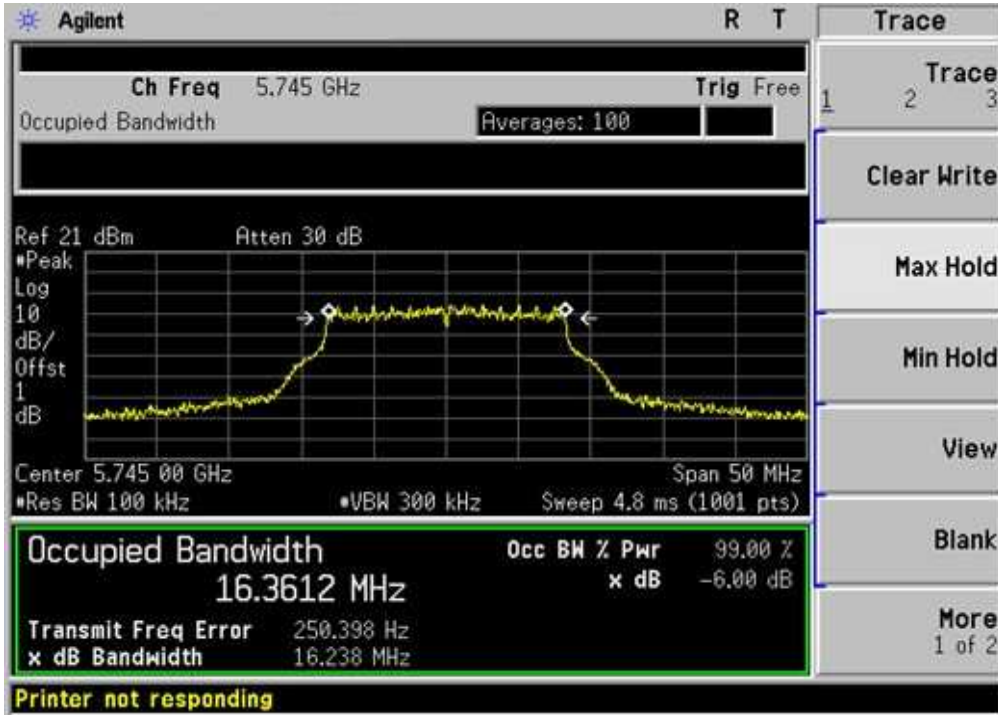 Agilent R T Trace
Ch Freq 5.745 GHz Trig Free
Occupied Bandwidth Averages: 100
Trace
1 2 3
Clear Write
Max Hold
Min Hold
View
Blank
More
1 of 2
Ref 21 dBm Atten 30 dB
*Peak
Log
10
dB/
Offst
1
dB
Center 5.745 00 GHz Span 50 MHz
*Res BW 100 kHz *VBW 300 kHz Sweep 4.8 ms (1001 pts)
Occupied Bandwidth Occ BW % Pwr 99.00 %
16.3612 MHz x dB -6.00 dB
Transmit Freq Error 250.398 Hz
x dB Bandwidth 16.238 MHz
Printer not responding